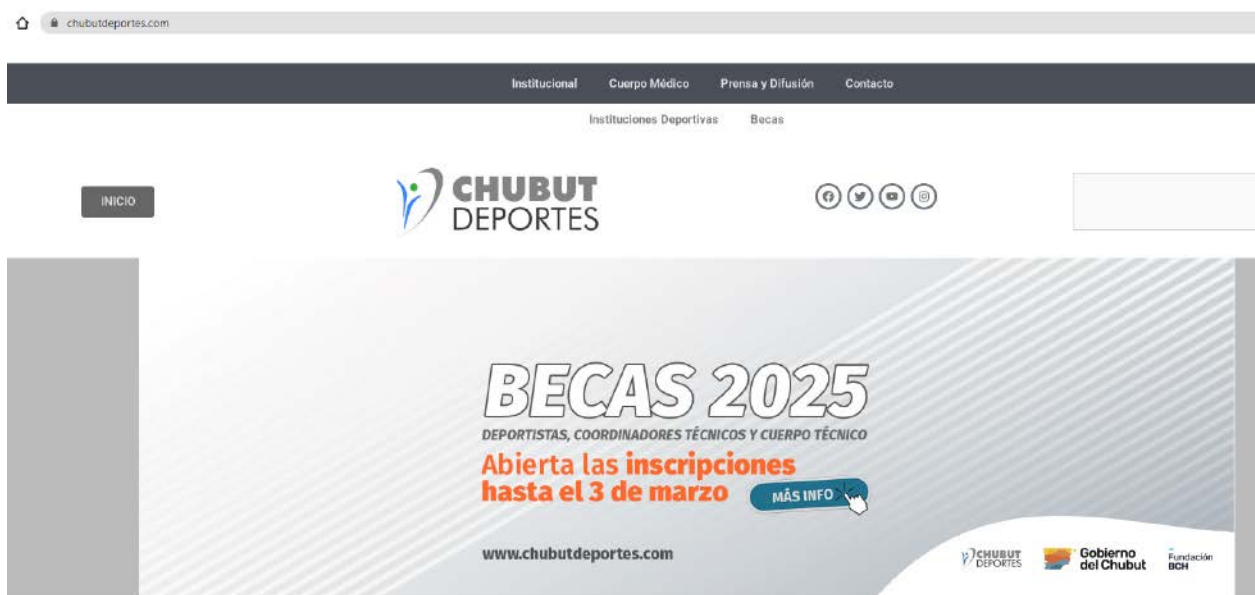 chubutdeportes.com
Institucional Cuerpo Médico Prensa y Difusión Contacto
Instituciones Deportivas Becas
INICIO
CHUBUT
DEPORTES
BECAS 2025
DEPORTISTAS, COORDINADORES TÉCNICOS Y CUERPO TÉCNICO
Abierta las inscripciones
hasta el 3 de marzo
MÁS INFO
www.chubutdeportes.com
CHUBUT
DEPORTES
Gobierno
del Chubut
Fundación
BCH